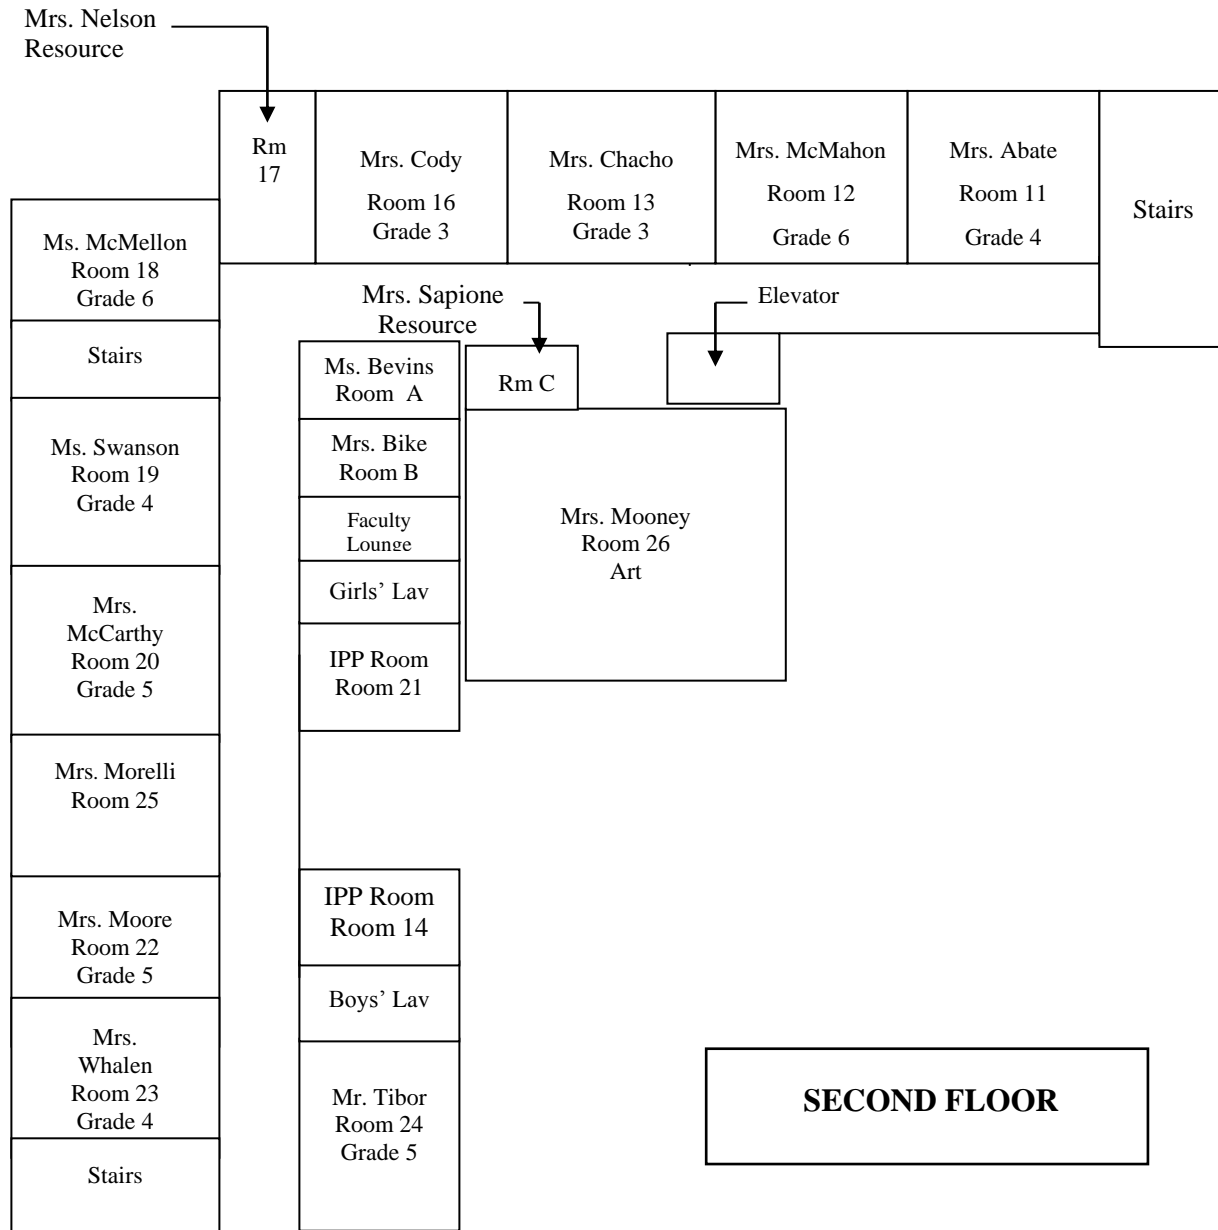 Mrs. Nelson
Resource
Rm
17
Mrs. Cody
Room 16
Grade 3
Mrs. Chacho
Room 13
Grade 3
Mrs. McMahon
Room 12
Grade 6
Mrs. Abate
Room 11
Grade 4
Stairs
Ms. McMellon
Room 18
Grade 6
Stairs
Ms. Swanson
Room 19
Grade 4
Mrs.
McCarthy
Room 20
Grade 5
Mrs. Morelli
Room 25
Mrs. Moore
Room 22
Grade 5
Mrs.
Whalen
Room 23
Grade 4
Stairs
Mrs. Sapione
Resource
Elevator
Ms. Bevins
Room A
Rm C
Mrs. Bike
Room B
Faculty
Lounge
Girls' Lav
IPP Room
Room 21
Mrs. Mooney
Room 26
Art
IPP Room
Room 14
Boys' Lav
Mr. Tibor
Room 24
Grade 5
SECOND FLOOR